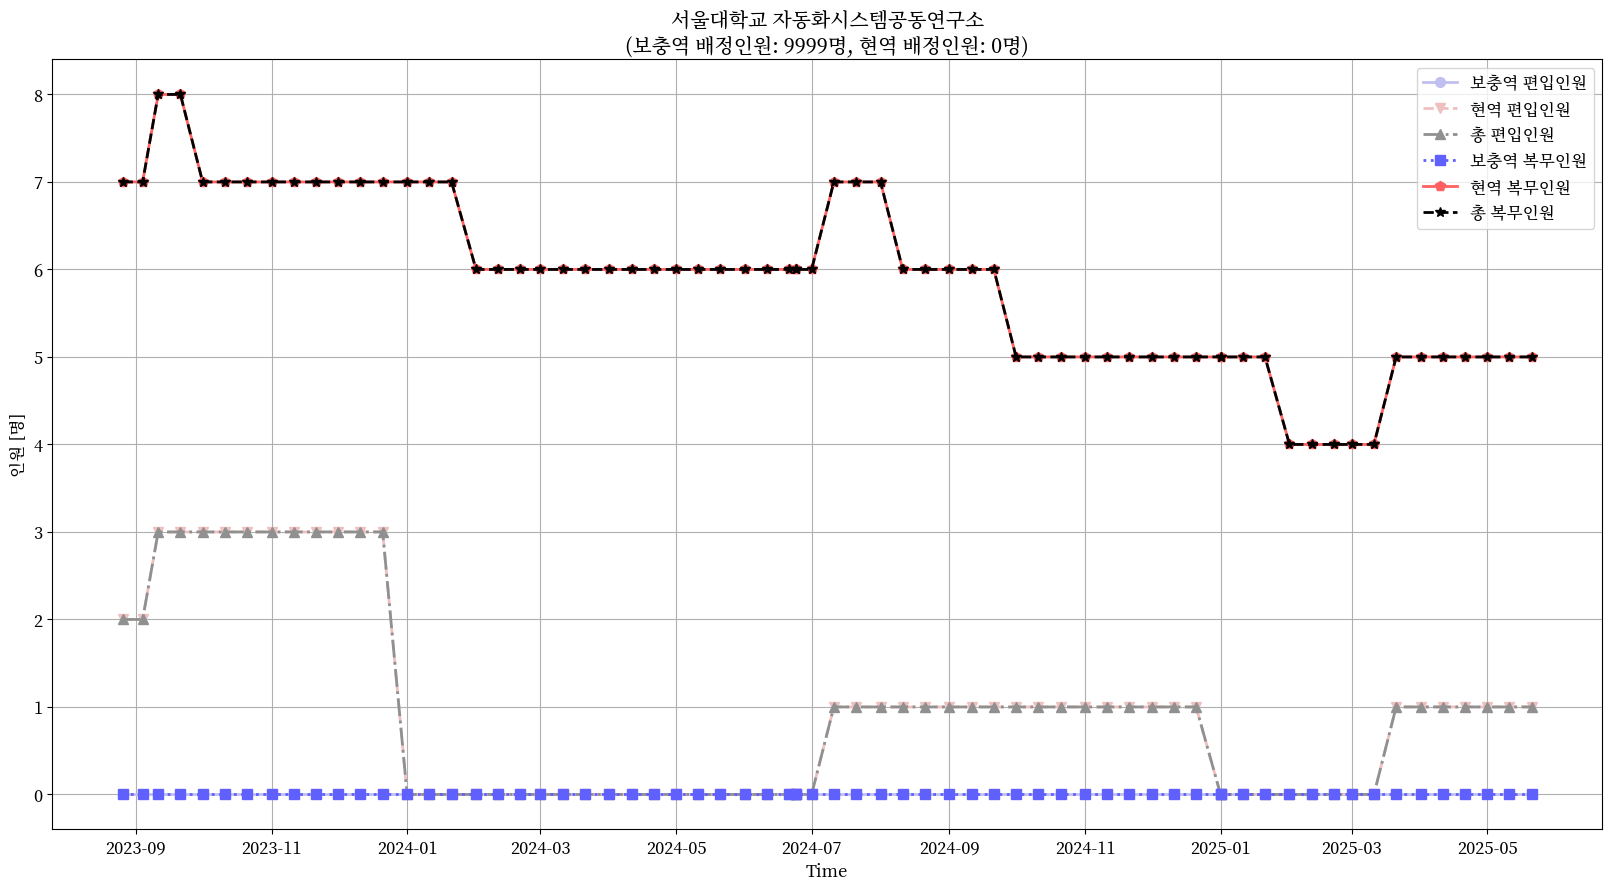 서울대학교 자동화시스템공동연구소
(보충역 배정인원: 9999명, 현역 배정인원: 0명)
보충역 편입인원
현역 편입인원
총 편입인원
보충역 복무인원
현역 복무인원
총 복무인원
인원 [명]
8
7
6
5
4
3
2
1
0
2023-09
2023-11
2024-01
2024-03
2024-05
2024-07
2024-09
2024-11
2025-01
2025-03
2025-05
Time